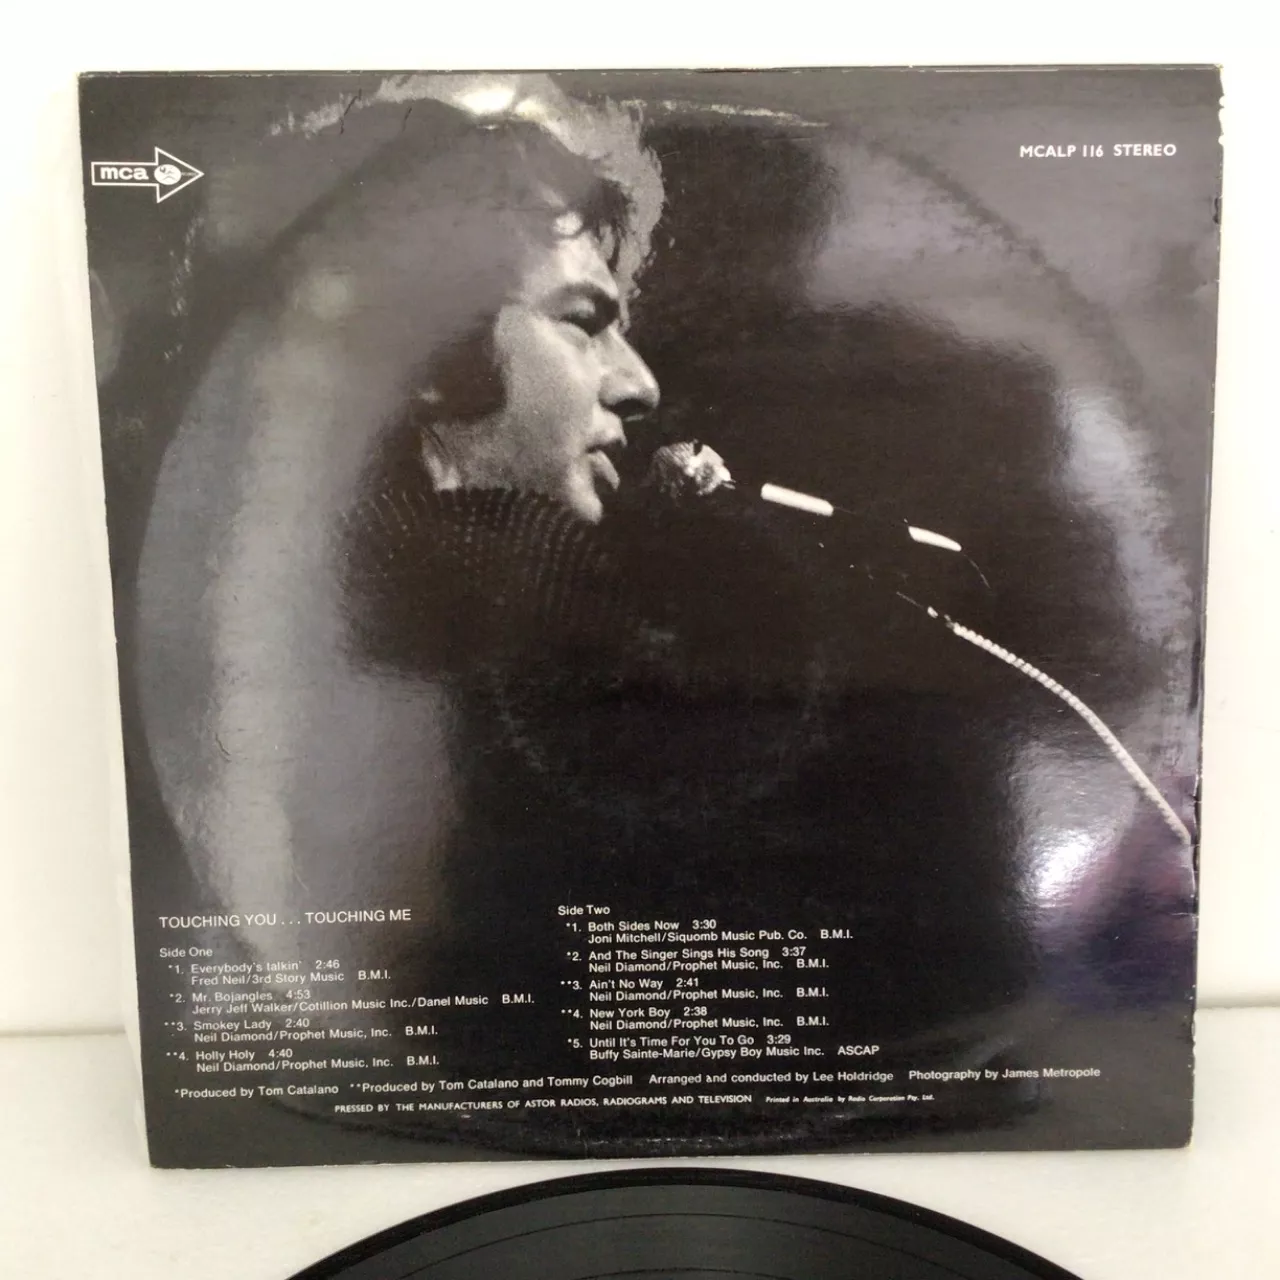 mca
MCALP 116 STEREO
TOUCHING YOU . . . TOUCHING ME
Side One
*1. Everybody's talkin' 2:46
Fred Neil/3rd Story Music B.M.I.
*2. Mr. Bojangles 4:53
Jerry Jeff Walker/Cotillion Music Inc./Danel Music B.M.I.
**3. Smokey Lady 2:40
Neil Diamond/Prophet Music, Inc. B.M.I.
**4. Holly Holy 4:40
Neil Diamond/Prophet Music, Inc. B.M.I.
Side Two
*1. Both Sides Now 3:30
Joni Mitchell/Siquomb Music Pub. Co. B.M.I.
*2. And The Singer Sings His Song 3:37
Neil Diamond/Prophet Music, Inc. B.M.I.
**3. Ain't No Way 2:41
Neil Diamond/Prophet Music, Inc. B.M.I.
**4. New York Boy 2:38
Neil Diamond/Prophet Music, Inc. B.M.I.
*5. Until It's Time For You To Go 3:29
Buffy Sainte-Marie/Gypsy Boy Music Inc. ASCAP
*Produced by Tom Catalano **Produced by Tom Catalano and Tommy Cogbill Arranged and conducted by Lee Holdridge Photography by James Metropole
PRESSED BY THE MANUFACTURERS OF ASTOR RADIOS, RADIOGRAMS AND TELEVISION Printed in Australia by Radio Corporation Pty. Ltd.